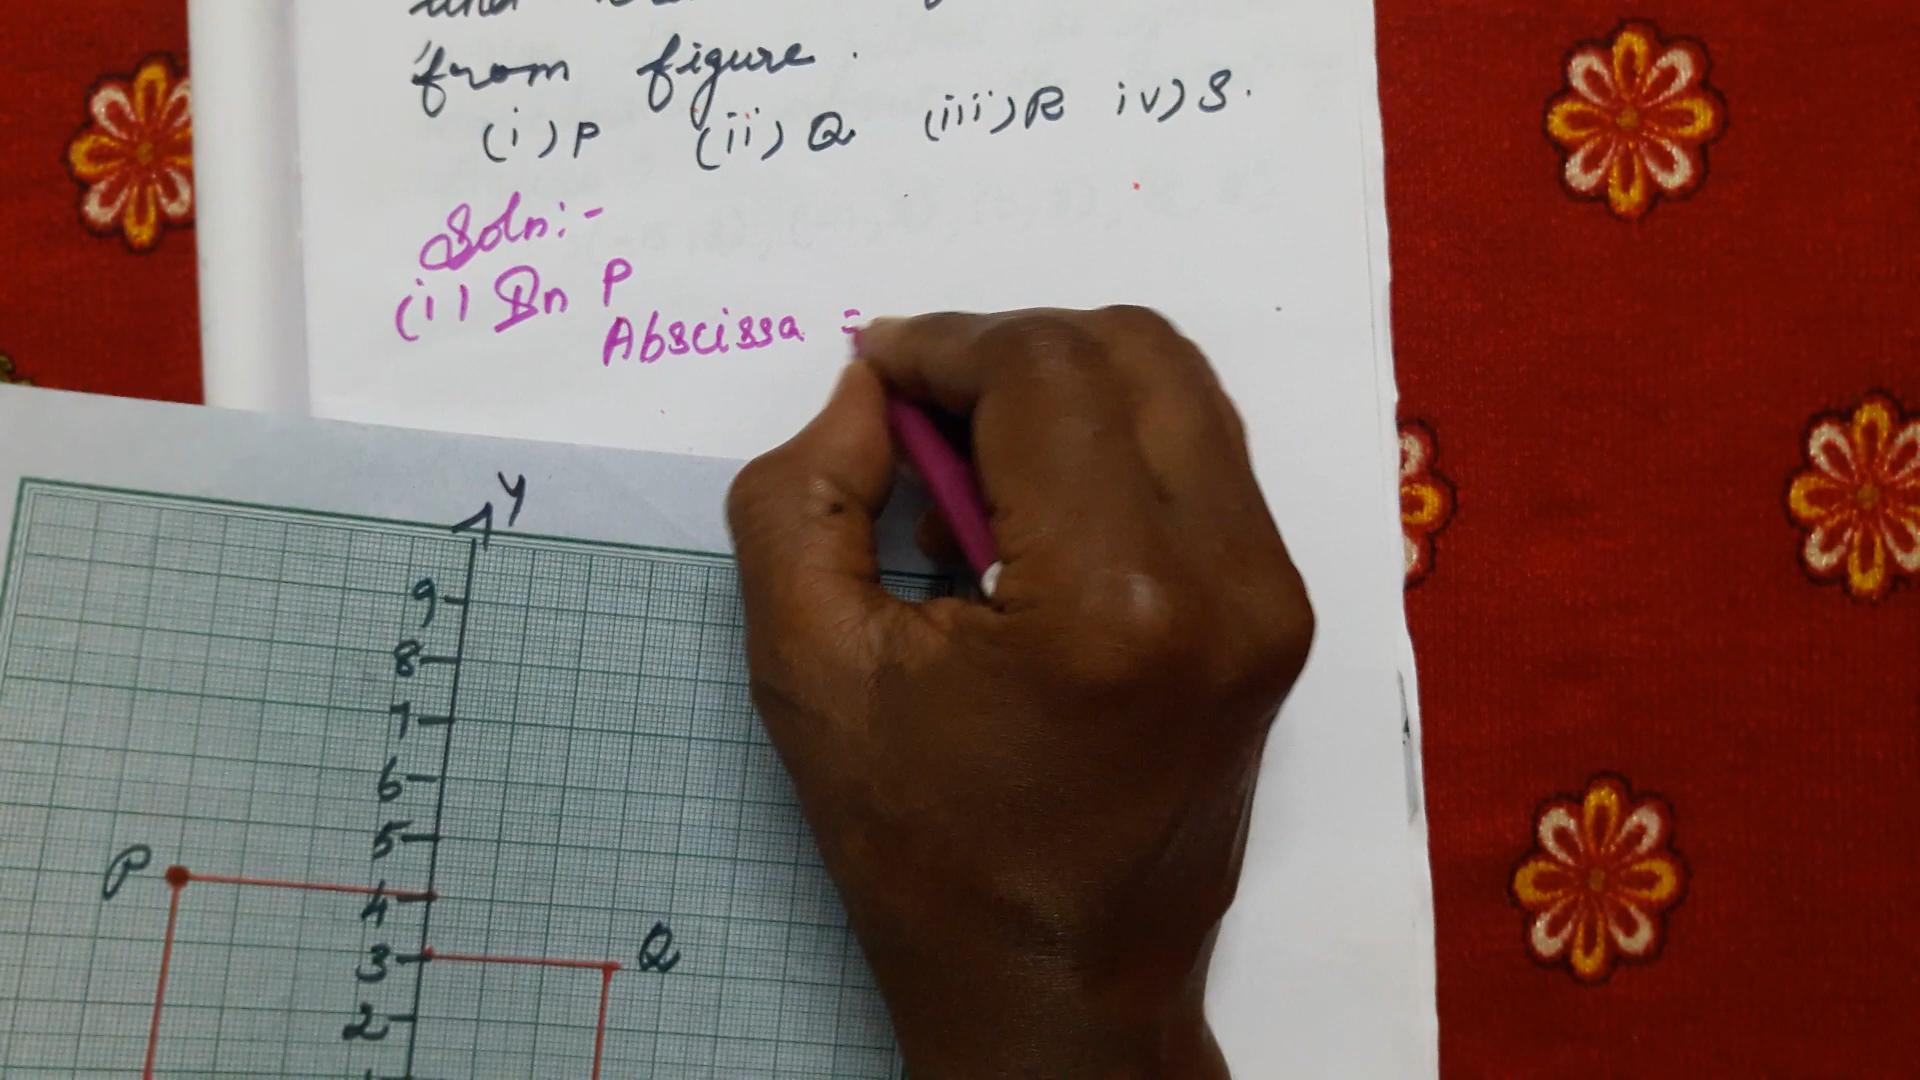 from figure.
(i) P (ii) Q (iii) R iv) S.
Soln:-
(i) In P
Abscissa =
Y
9
8
7
6
5
P
4
Q
3
2